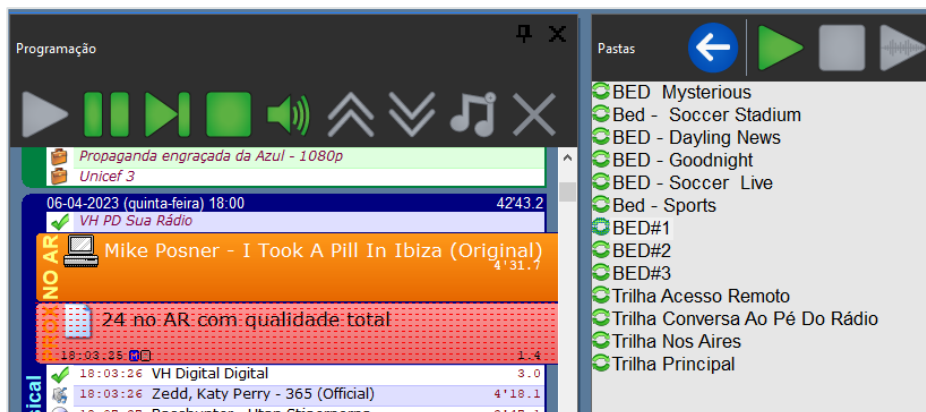 Programação
Propaganda engraçada da Azul - 1080p
Unicef 3
06-04-2023 (quinta-feira) 18:00 42'43.2
VH PD Sua Rádio
NO AR
Mike Posner - I Took A Pill In Ibiza (Original)
4'31.7
PROX
24 no AR com qualidade total
18:03:25 M 1.4
18:03:26 VH Digital Digital 3.0
18:03:26 Zedd, Katy Perry - 365 (Official) 4'18.1
ical
Pastas
BED Mysterious
Bed - Soccer Stadium
BED - Dayling News
BED - Goodnight
BED - Soccer Live
Bed - Sports
BED#1
BED#2
BED#3
Trilha Acesso Remoto
Trilha Conversa Ao Pé Do Rádio
Trilha Nos Aires
Trilha Principal